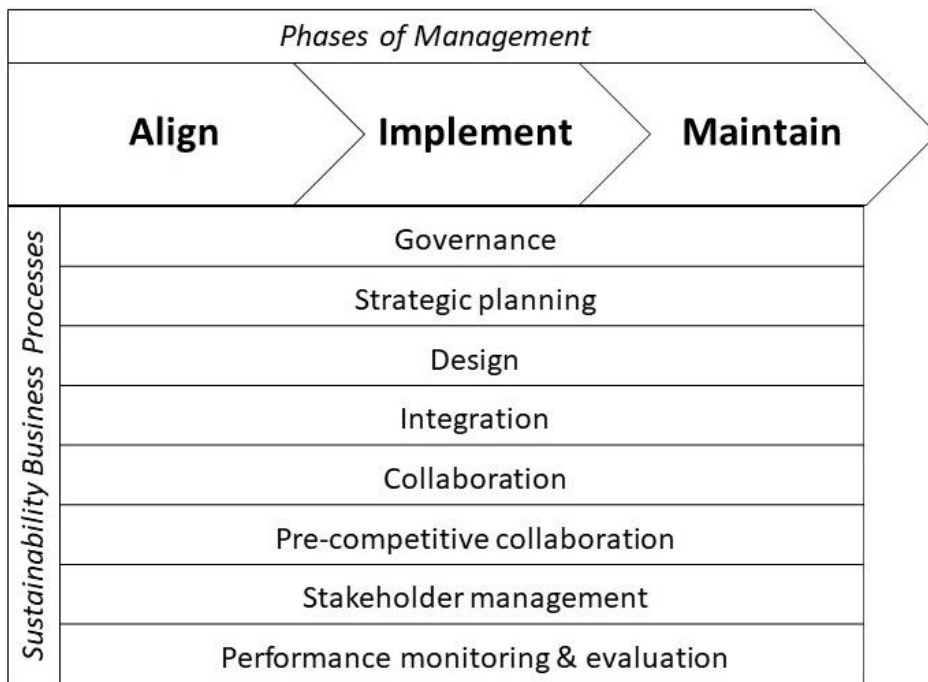 Phases of Management
Align Implement Maintain
Sustainability Business Processes
Governance
Strategic planning
Design
Integration
Collaboration
Pre-competitive collaboration
Stakeholder management
Performance monitoring & evaluation